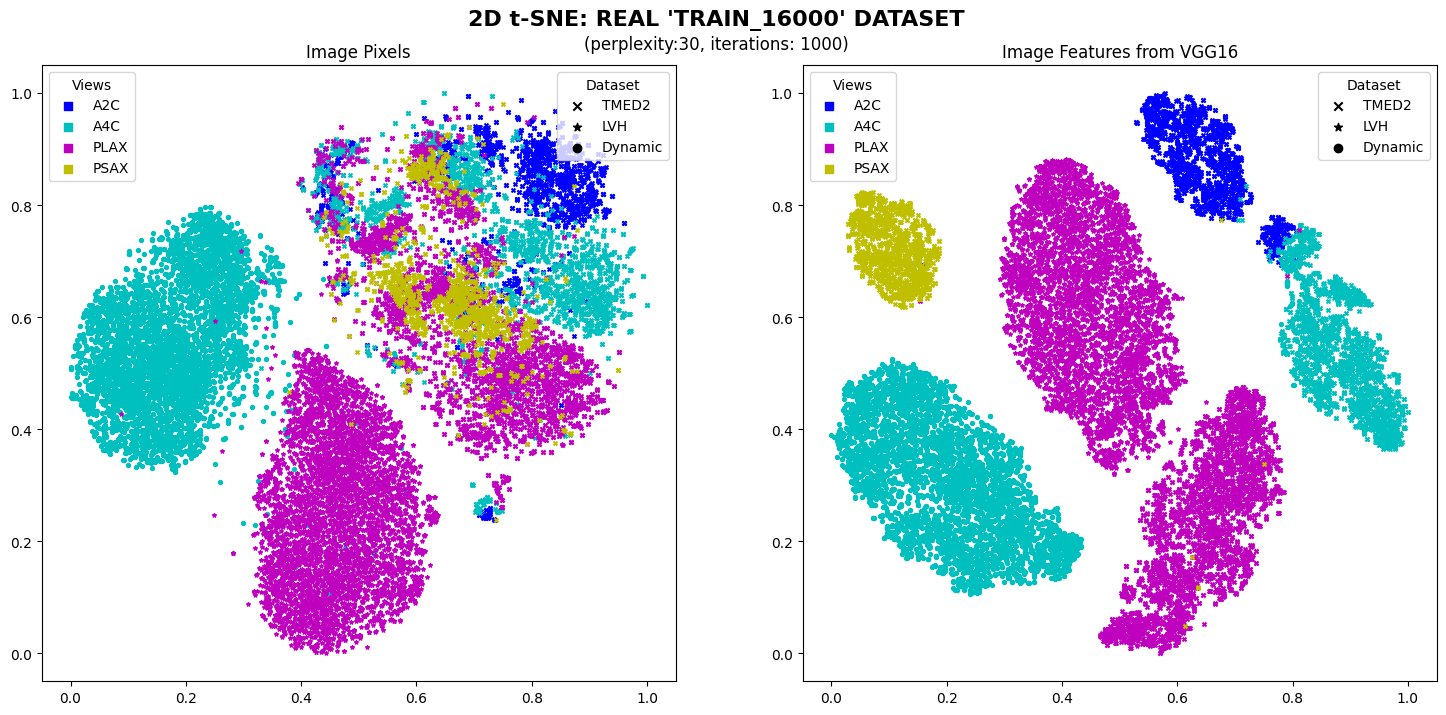 2D t-SNE: REAL 'TRAIN_16000' DATASET
(perplexity:30, iterations: 1000)
Image Pixels
Views
A2C
A4C
PLAX
PSAX
Dataset
TMED2
LVH
Dynamic
1.0
0.8
0.6
0.4
0.2
0.0
0.0 0.2 0.4 0.6 0.8 1.0
Image Features from VGG16
Views
A2C
A4C
PLAX
PSAX
Dataset
TMED2
LVH
Dynamic
1.0
0.8
0.6
0.4
0.2
0.0
0.0 0.2 0.4 0.6 0.8 1.0